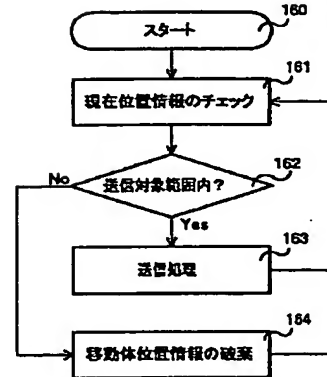 スタート
160
現在位置情報のチェック
161
送信対象範囲内？
162
No
Yes
送信処理
163
移動体位置情報の破棄
164